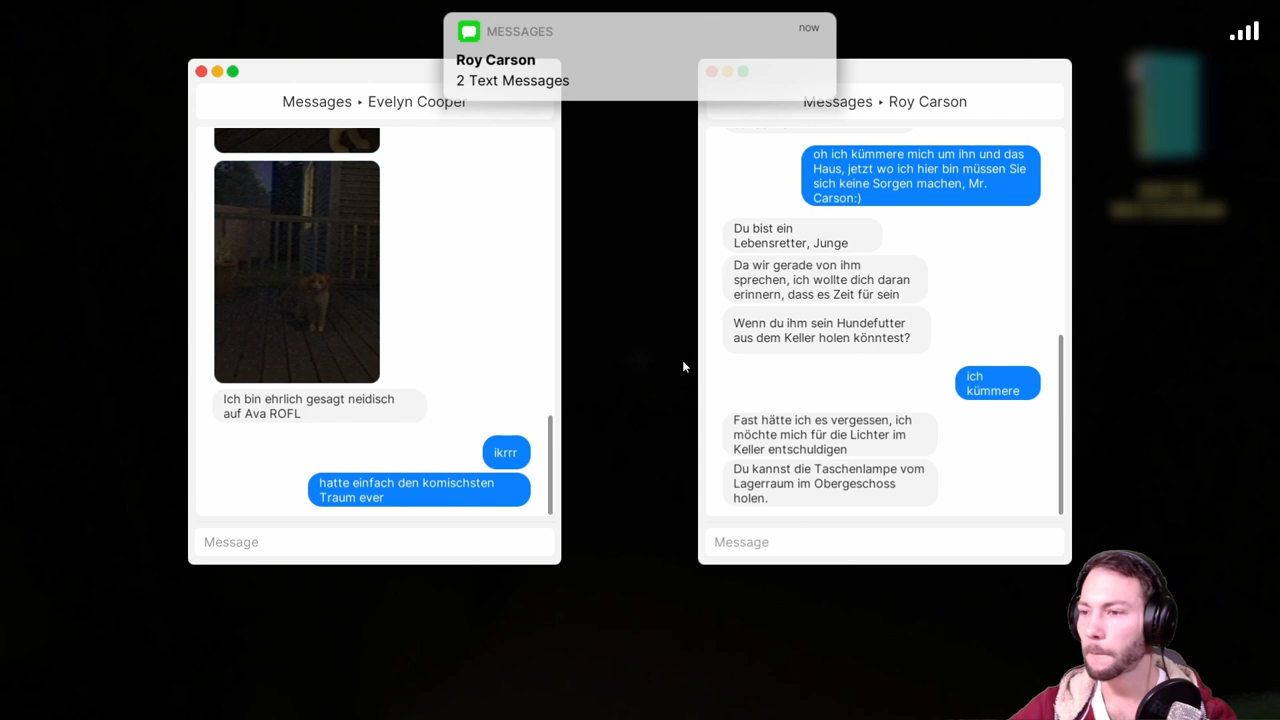 MESSAGES
now
Roy Carson
2 Text Messages
Messages ▸ Evelyn Cooper
Ich bin ehrlich gesagt neidisch
auf Ava ROFL
ikrrr
hatte einfach den komischsten
Traum ever
Message
Messages ▸ Roy Carson
oh ich kümmere mich um ihn und das
Haus, jetzt wo ich hier bin müssen Sie
sich keine Sorgen machen, Mr.
Carson:)
Du bist ein
Lebensretter, Junge
Da wir gerade von ihm
sprechen, ich wollte dich daran
erinnern, dass es Zeit für sein
Wenn du ihm sein Hundefutter
aus dem Keller holen könntest?
ich
kümmere
Fast hätte ich es vergessen, ich
möchte mich für die Lichter im
Keller entschuldigen
Du kannst die Taschenlampe vom
Lagerraum im Obergeschoss
holen.
Message